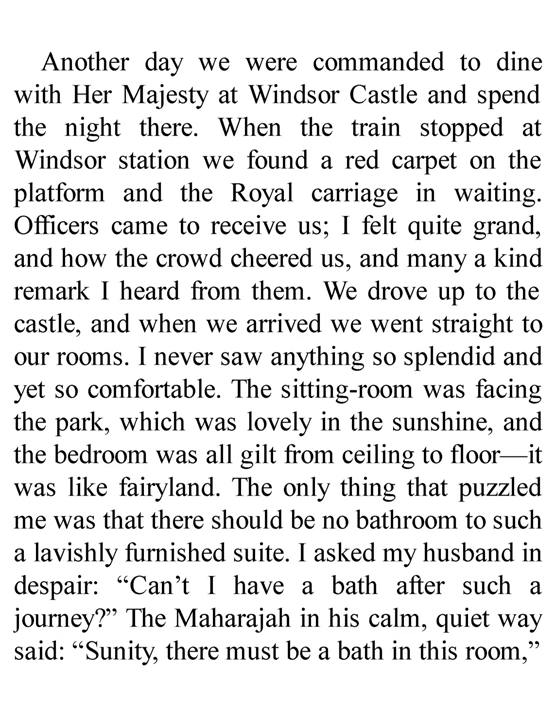 Another day we were commanded to dine
with Her Majesty at Windsor Castle and spend
the night there. When the train stopped at
Windsor station we found a red carpet on the
platform and the Royal carriage in waiting.
Officers came to receive us; I felt quite grand,
and how the crowd cheered us, and many a kind
remark I heard from them. We drove up to the
castle, and when we arrived we went straight to
our rooms. I never saw anything so splendid and
yet so comfortable. The sitting-room was facing
the park, which was lovely in the sunshine, and
the bedroom was all gilt from ceiling to floor—it
was like fairyland. The only thing that puzzled
me was that there should be no bathroom to such
a lavishly furnished suite. I asked my husband in
despair: “Can’t I have a bath after such a
journey?” The Maharajah in his calm, quiet way
said: “Sunity, there must be a bath in this room,”